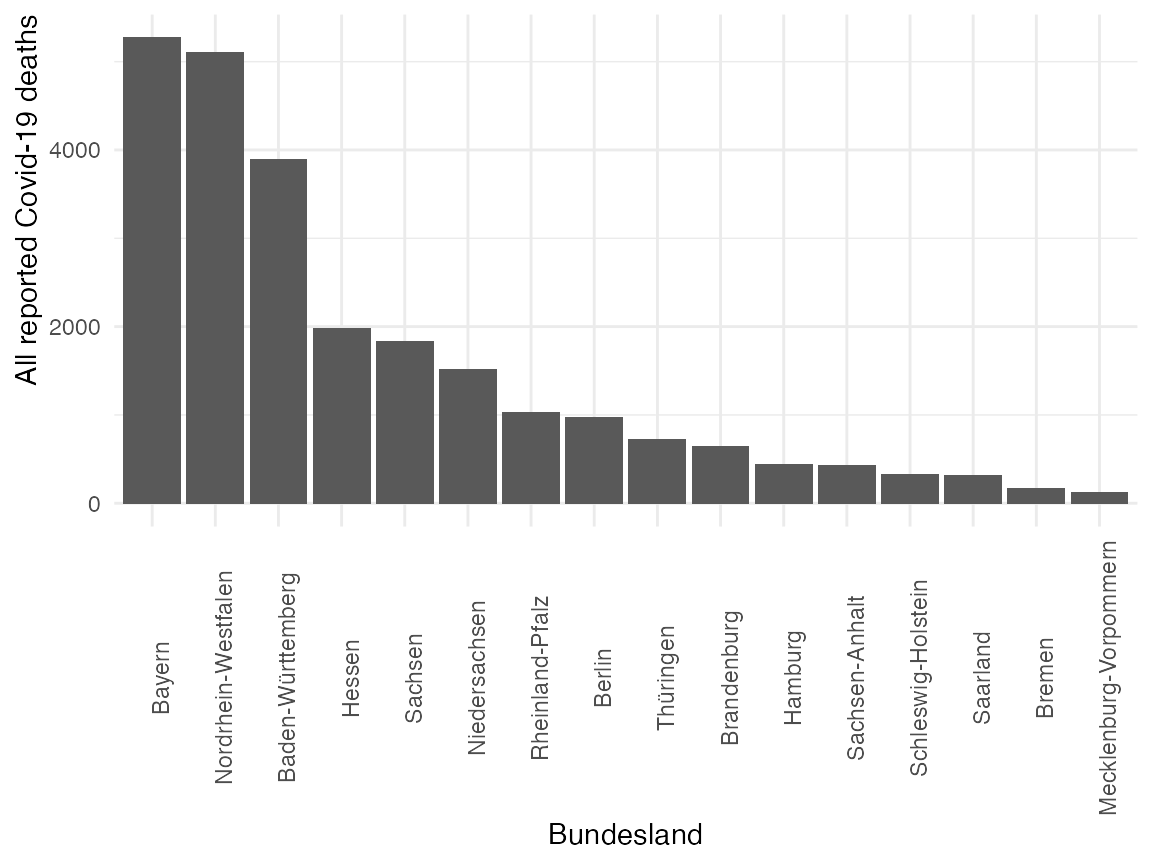 All reported Covid-19 deaths
4000
2000
0
Bayern
Nordrhein-Westfalen
Baden-Württemberg
Hessen
Sachsen
Niedersachsen
Rheinland-Pfalz
Berlin
Thüringen
Brandenburg
Hamburg
Sachsen-Anhalt
Schleswig-Holstein
Saarland
Bremen
Mecklenburg-Vorpommern
Bundesland